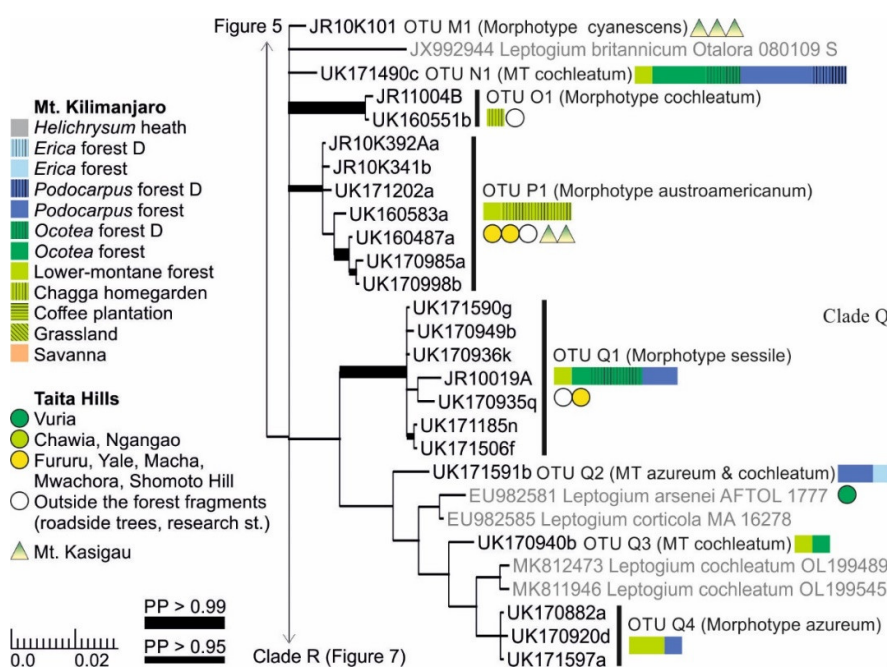 Figure 5
JR10K101 OTU M1 (Morphotype cyanescens)
JX992944 Leptogium britannicum Otalora 080109 S
UK171490c OTU N1 (MT cochleatum)
JR11004B
UK160551b
OTU O1 (Morphotype cochleatum)
JR10K392Aa
JR10K341b
UK171202a
UK160583a
UK160487a
UK170985a
UK170998b
OTU P1 (Morphotype austroamericanum)
UK171590g
UK170949b
UK170936k
JR10019A
UK170935q
UK171185n
UK171506f
OTU Q1 (Morphotype sessile)
Clade Q
UK171591b OTU Q2 (MT azureum & cochleatum)
EU982581 Leptogium arsenei AFTOL 1777
EU982585 Leptogium corticola MA 16278
UK170940b OTU Q3 (MT cochleatum)
MK812473 Leptogium cochleatum OL199489
MK811946 Leptogium cochleatum OL199545
UK170882a
UK170920d
UK171597a
OTU Q4 (Morphotype azureum)
Clade R (Figure 7)
Mt. Kilimanjaro
Helichrysum heath
Erica forest D
Erica forest
Podocarpus forest D
Podocarpus forest
Ocotea forest D
Ocotea forest
Lower-montane forest
Chagga homegarden
Coffee plantation
Grassland
Savanna
Taita Hills
Vuria
Chawia, Ngangao
Fururu, Yale, Macha,
Mwachora, Shomoto Hill
Outside the forest fragments
(roadside trees, research st.)
Mt. Kasigau
PP > 0.99
PP > 0.95
0.0 0.02